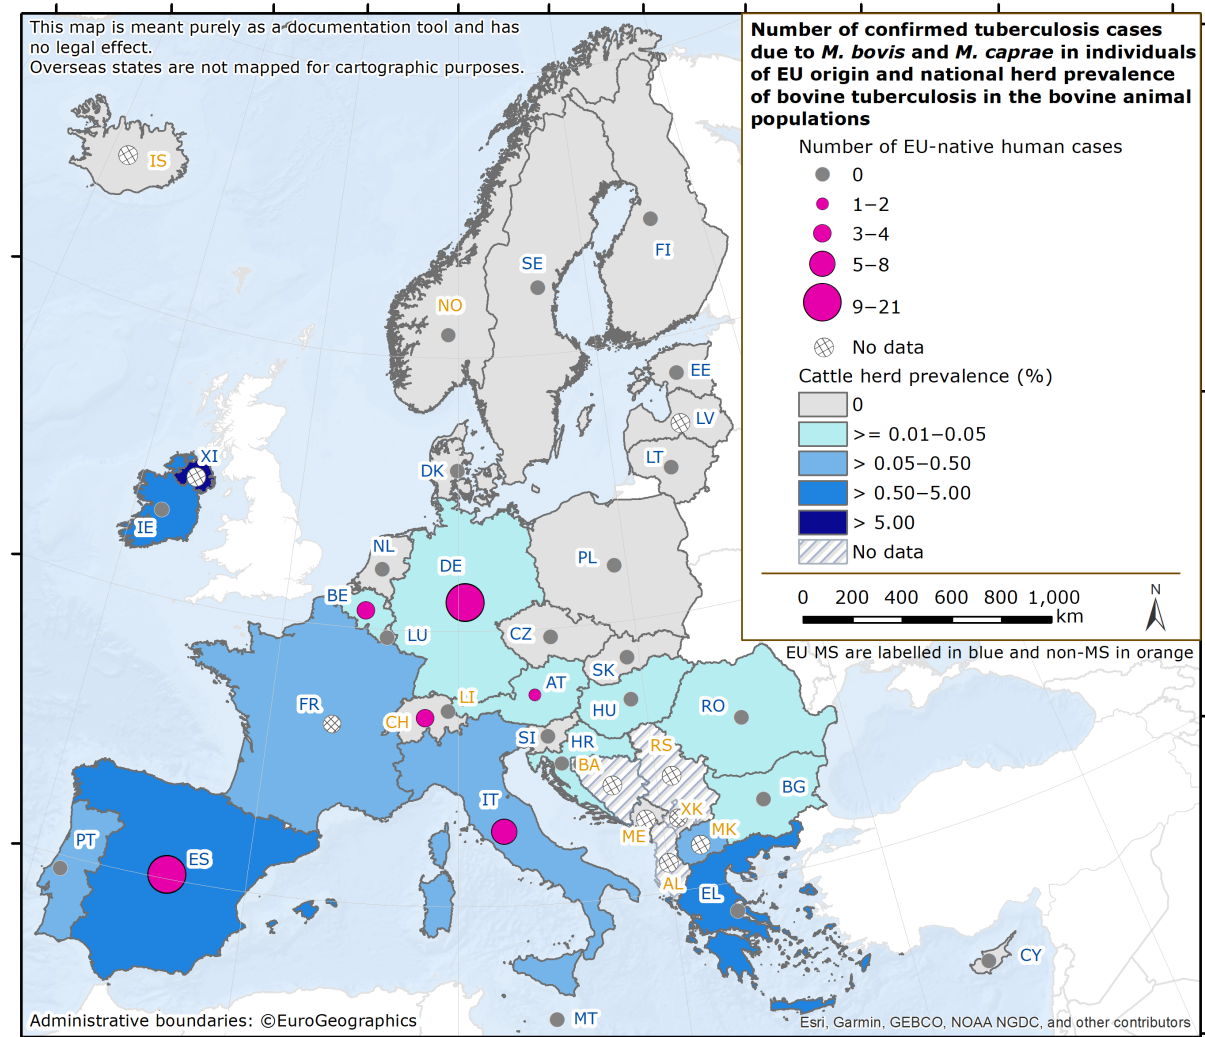 This map is meant purely as a documentation tool and has
no legal effect.
Overseas states are not mapped for cartographic purposes.
Number of confirmed tuberculosis cases
due to M. bovis and M. caprae in individuals
of EU origin and national herd prevalence
of bovine tuberculosis in the bovine animal
populations
Number of EU-native human cases
0
1−2
3−4
5−8
9−21
No data
Cattle herd prevalence (%)
0
>= 0.01−0.05
> 0.05−0.50
> 0.50−5.00
> 5.00
No data
N
0 200 400 600 800 1,000
km
EU MS are labelled in blue and non-MS in orange
IS
FI
SE
NO
EE
LV
LT
XI
DK
IE
NL
DE
PL
BE
LU
CZ
SK
AT
LI
FR
CH
HU
RO
SI
HR
RS
BA
BG
IT
XK
ME
MK
PT
ES
AL
EL
CY
MT
Administrative boundaries: ©EuroGeographics
Esri, Garmin, GEBCO, NOAA NGDC, and other contributors